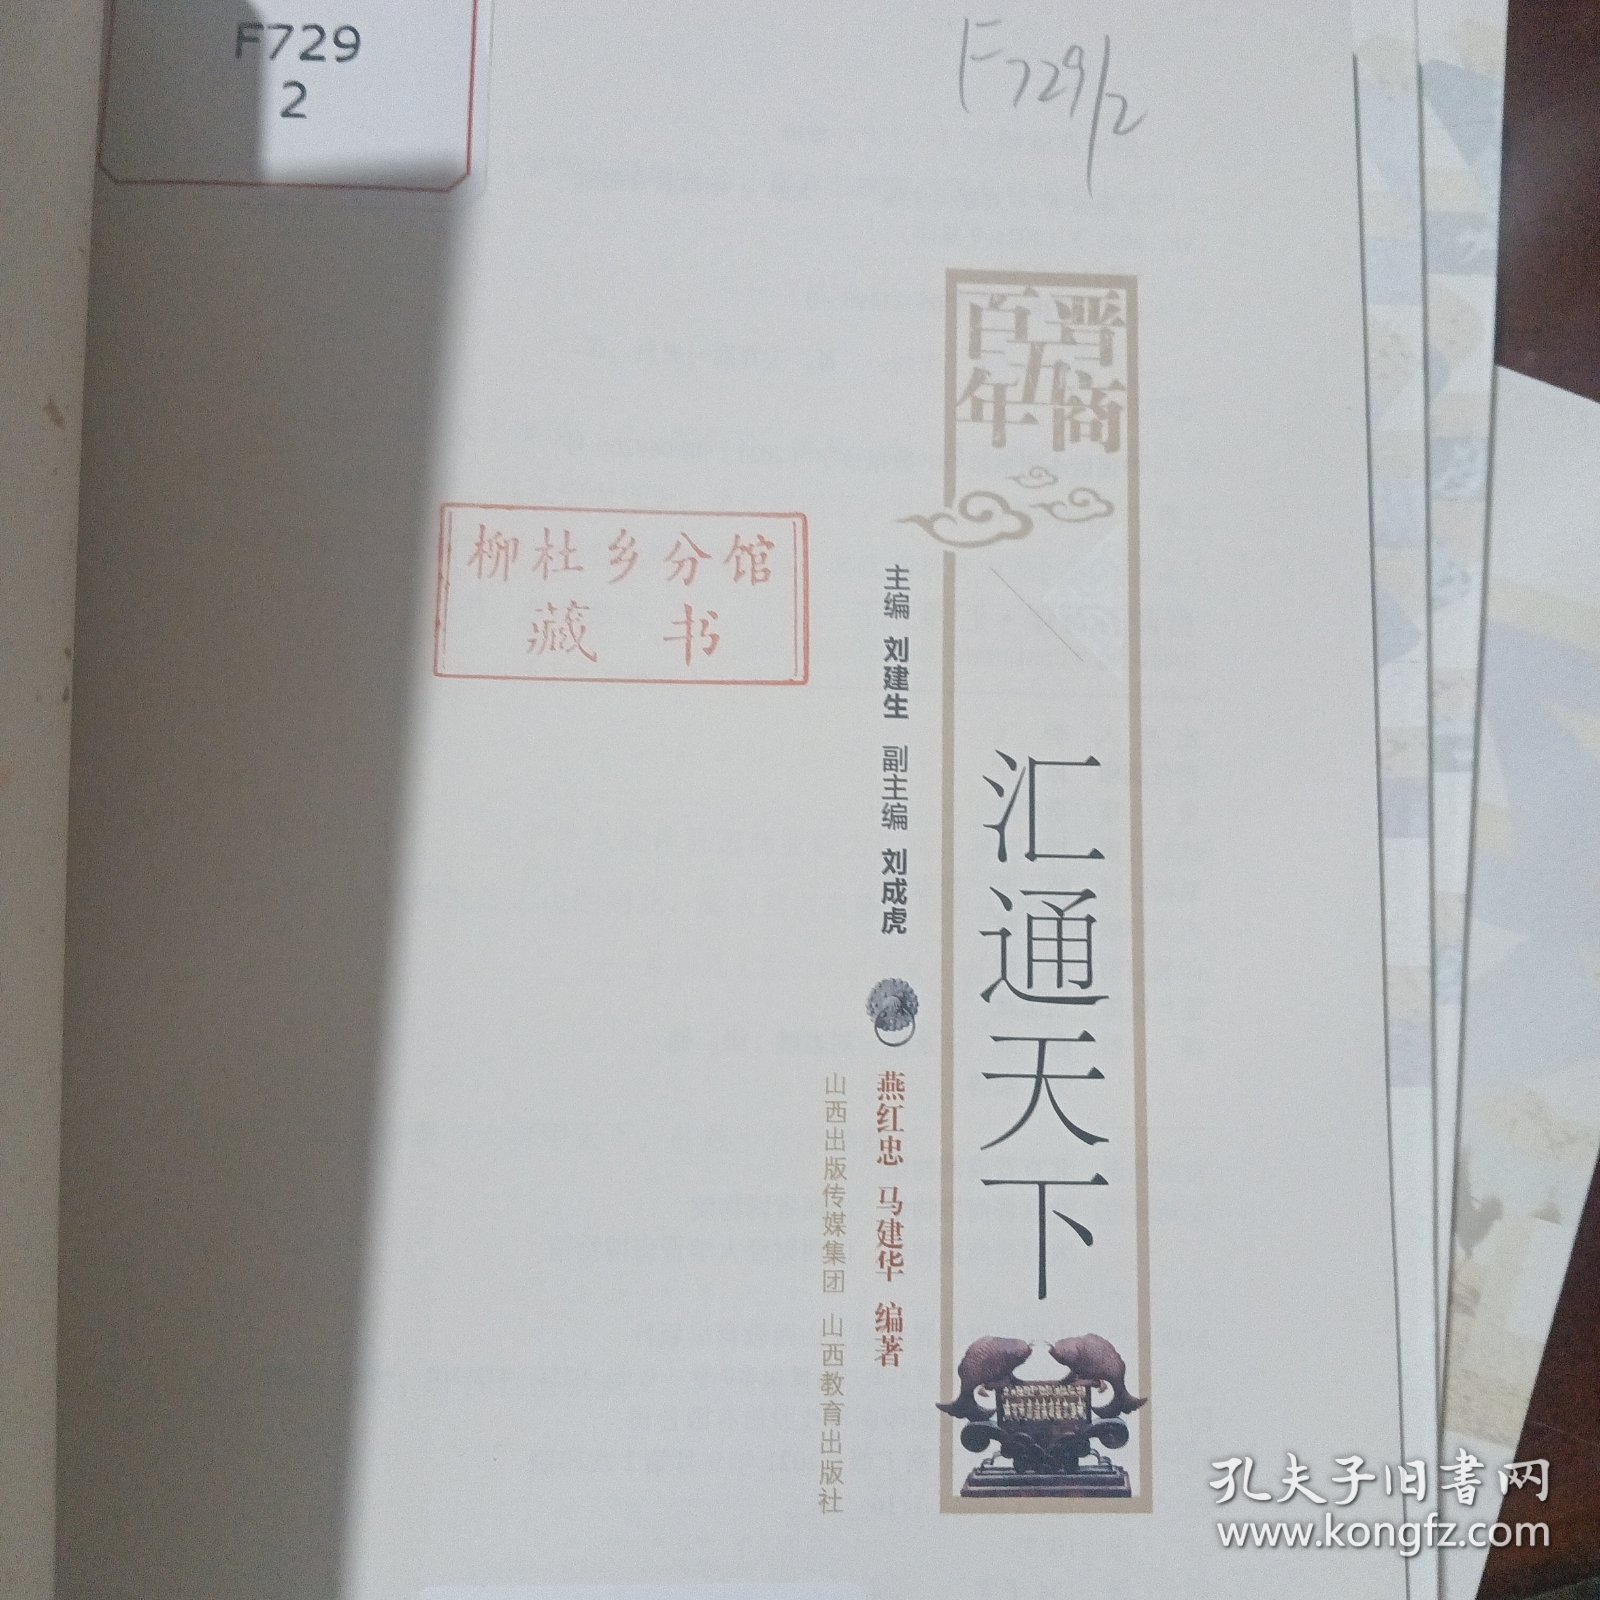 F729
2
F729/2
晋商
五
百年
汇通天下
主编 刘建生 副主编 刘成虎
燕红忠 马建华 编著
山西出版传媒集团 山西教育出版社
柳杜乡分馆
藏 书
孔夫子旧书网
www.kongfz.com